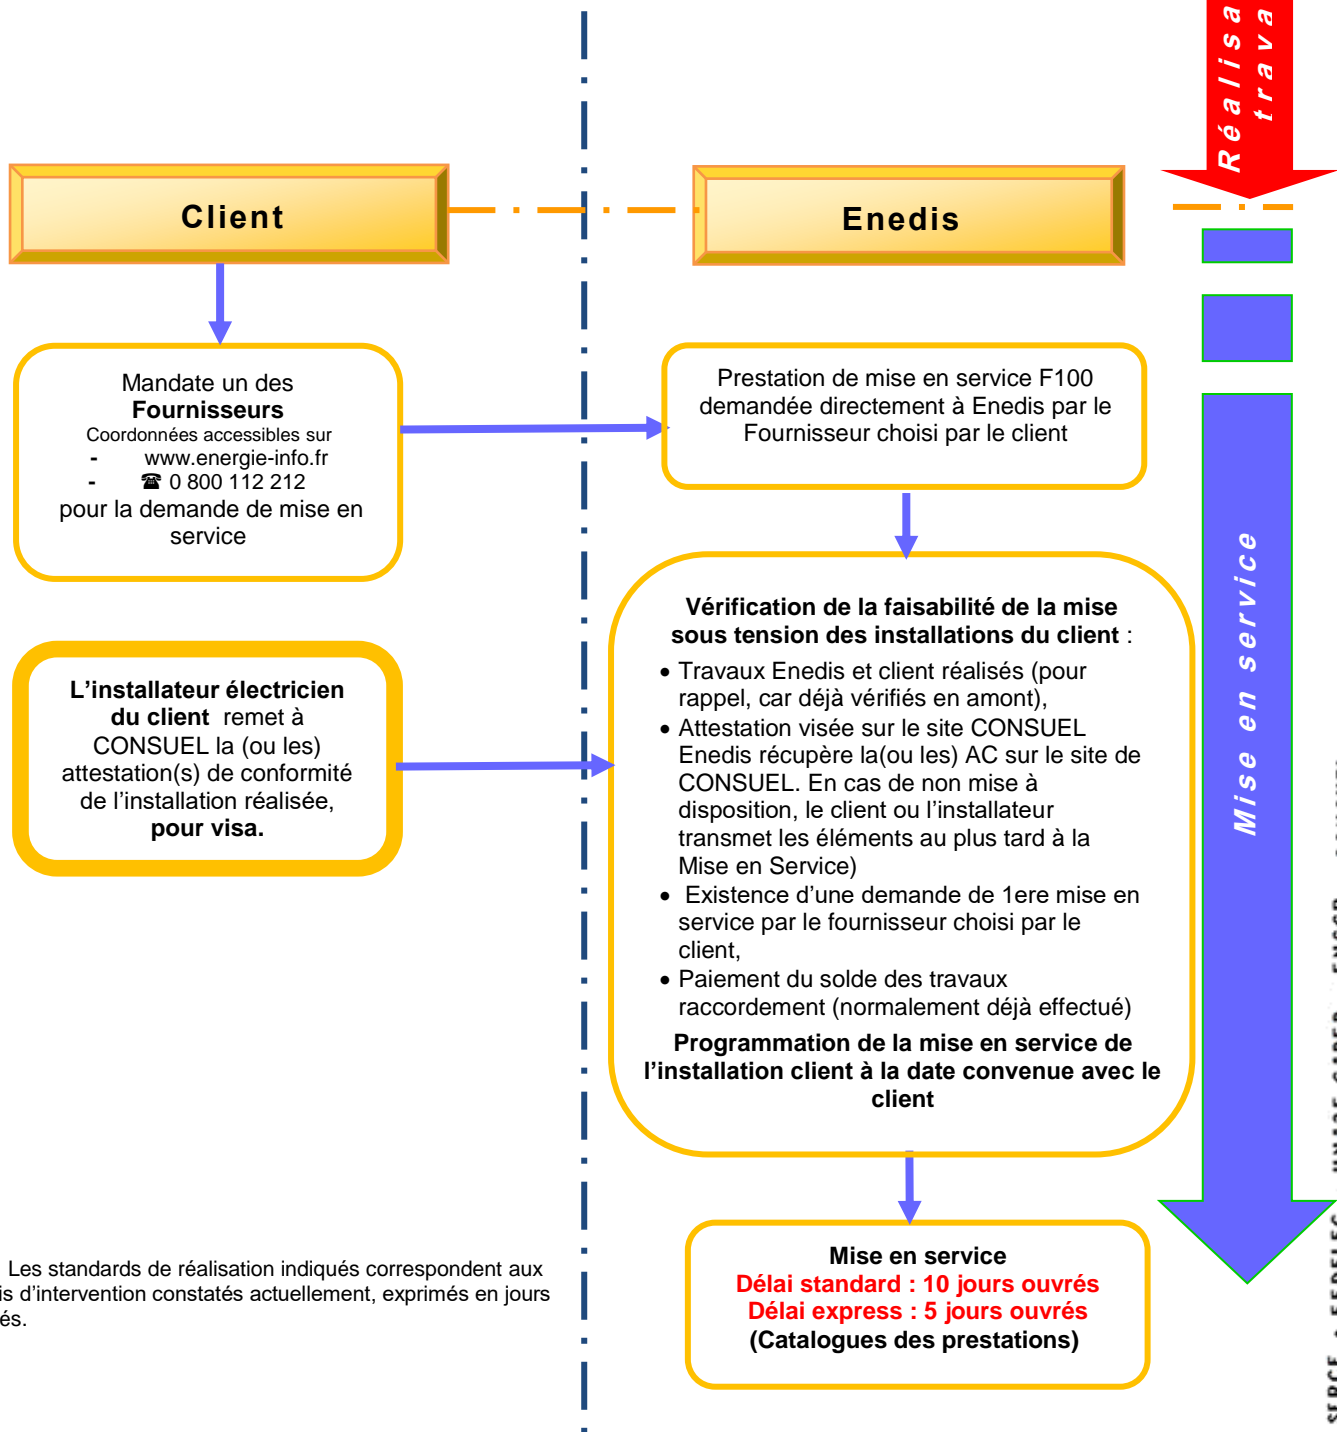 Réalisa
trava
Client
Enedis
Mandate un des
Fournisseurs
Coordonnées accessibles sur
- www.energie-info.fr
- ☎ 0 800 112 212
pour la demande de mise en
service
Prestation de mise en service F100
demandée directement à Enedis par le
Fournisseur choisi par le client
L’installateur électricien
du client remet à
CONSUEL la (ou les)
attestation(s) de conformité
de l’installation réalisée,
pour visa.
Vérification de la faisabilité de la mise
sous tension des installations du client :
• Travaux Enedis et client réalisés (pour
rappel, car déjà vérifiés en amont),
• Attestation visée sur le site CONSUEL
Enedis récupère la(ou les) AC sur le site de
CONSUEL. En cas de non mise à
disposition, le client ou l’installateur
transmet les éléments au plus tard à la
Mise en Service)
• Existence d’une demande de 1ere mise en
service par le fournisseur choisi par le
client,
• Paiement du solde des travaux
raccordement (normalement déjà effectué)
Programmation de la mise en service de
l’installation client à la date convenue avec le
client
Mise en service
Mise en service
Délai standard : 10 jours ouvrés
Délai express : 5 jours ouvrés
(Catalogues des prestations)
Les standards de réalisation indiqués correspondent aux
is d’intervention constatés actuellement, exprimés en jours
és.